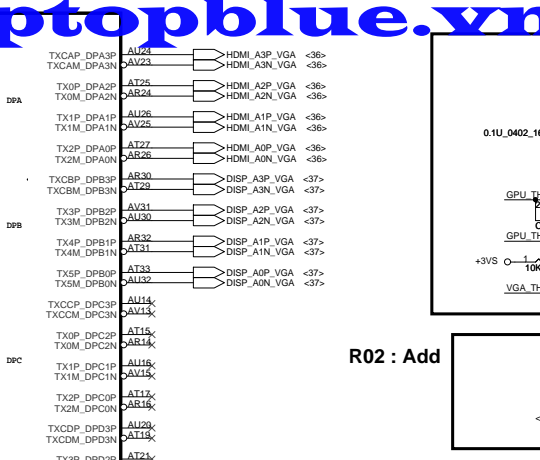 ptopblue.vn
TXCAP_DPA3P AU24 HDMI_A3P_VGA <36>
TXCAM_DPA3N AV23 HDMI_A3N_VGA <36>
TX0P_DPA2P AT25 HDMI_A2P_VGA <36>
TX0M_DPA2N AR24 HDMI_A2N_VGA <36>
DPA
TX1P_DPA1P AU26 HDMI_A1P_VGA <36>
TX1M_DPA1N AV25 HDMI_A1N_VGA <36>
TX2P_DPA0P AT27 HDMI_A0P_VGA <36>
TX2M_DPA0N AR26 HDMI_A0N_VGA <36>
TXCBP_DPB3P AR30 DISP_A3P_VGA <37>
TXCBM_DPB3N AT29 DISP_A3N_VGA <37>
TX3P_DPB2P AV31 DISP_A2P_VGA <37>
TX3M_DPB2N AU30 DISP_A2N_VGA <37>
DPB
TX4P_DPB1P AR32 DISP_A1P_VGA <37>
TX4M_DPB1N AT31 DISP_A1N_VGA <37>
TX5P_DPB0P AT33 DISP_A0P_VGA <37>
TX5M_DPB0N AU32 DISP_A0N_VGA <37>
TXCCP_DPC3P AU14
TXCCM_DPC3N AV13
TX0P_DPC2P AT15
TX0M_DPC2N AR14
DPC
TX1P_DPC1P AU16
TX1M_DPC1N AV15
TX2P_DPC0P AT17
TX2M_DPC0N AR16
TXCDP_DPD3P AU20
TXCDM_DPD3N AT19
TX3P_DPD2P AT21
0.1U_0402_16
GPU_TH
2
GPU_TH
+3VS 1
10K
VGA_TH
R02 : Add
<